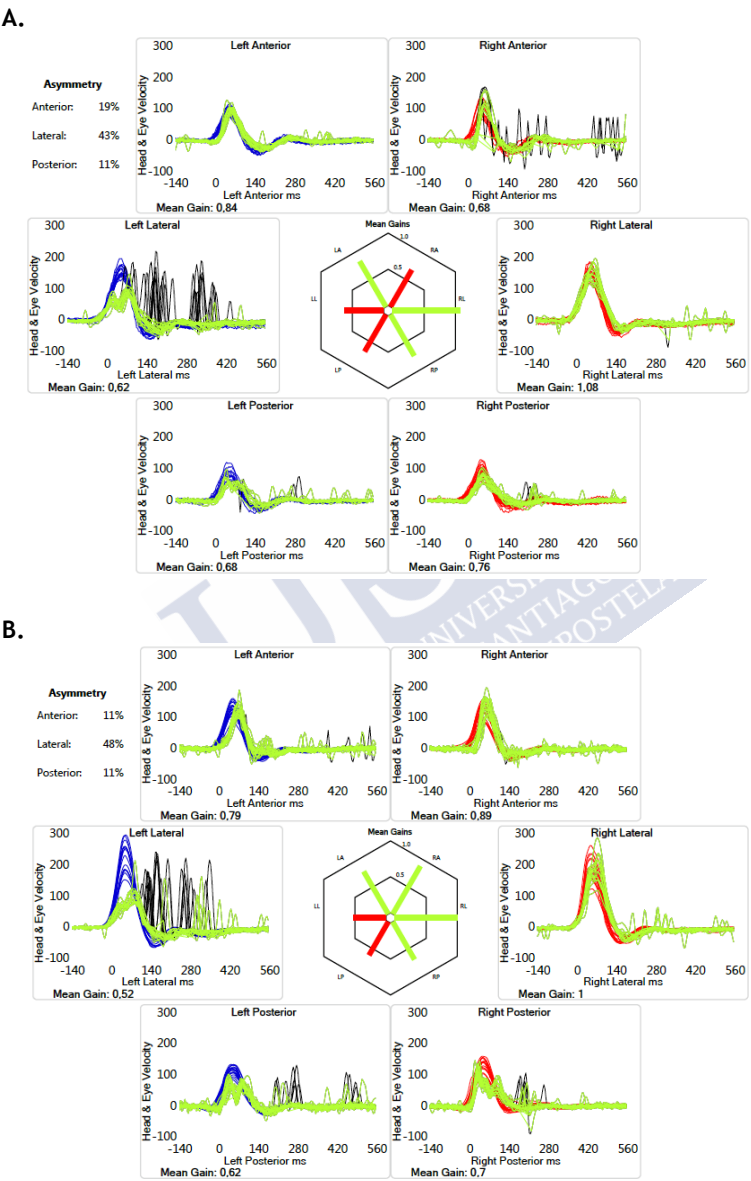 A.
Left Anterior
Head & Eye Velocity
300
200
100
0
-100
-140 0 140 280 420 560
Left Anterior ms
Mean Gain: 0,84
Right Anterior
Head & Eye Velocity
300
200
100
0
-100
-140 0 140 280 420 560
Right Anterior ms
Mean Gain: 0,68
Asymmetry
Anterior: 19%
Lateral: 43%
Posterior: 11%
Left Lateral
Head & Eye Velocity
300
200
100
0
-100
-140 0 140 280 420 560
Left Lateral ms
Mean Gain: 0,62
Mean Gains
1.0
0.5
LA
RA
LL
RL
LP
RP
Right Lateral
Head & Eye Velocity
300
200
100
0
-100
-140 0 140 280 420 560
Right Lateral ms
Mean Gain: 1,08
Left Posterior
Head & Eye Velocity
300
200
100
0
-100
-140 0 140 280 420 560
Left Posterior ms
Mean Gain: 0,68
Right Posterior
Head & Eye Velocity
300
200
100
0
-100
-140 0 140 280 420 560
Right Posterior ms
Mean Gain: 0,76
B.
Left Anterior
Head & Eye Velocity
300
200
100
0
-100
-140 0 140 280 420 560
Left Anterior ms
Mean Gain: 0,79
Right Anterior
Head & Eye Velocity
300
200
100
0
-100
-140 0 140 280 420 560
Right Anterior ms
Mean Gain: 0,89
Asymmetry
Anterior: 11%
Lateral: 48%
Posterior: 11%
Left Lateral
Head & Eye Velocity
300
200
100
0
-100
-140 0 140 280 420 560
Left Lateral ms
Mean Gain: 0,52
Mean Gains
1.0
0.5
LA
RA
LL
RL
LP
RP
Right Lateral
Head & Eye Velocity
300
200
100
0
-100
-140 0 140 280 420 560
Right Lateral ms
Mean Gain: 1
Left Posterior
Head & Eye Velocity
300
200
100
0
-100
-140 0 140 280 420 560
Left Posterior ms
Mean Gain: 0,62
Right Posterior
Head & Eye Velocity
300
200
100
0
-100
-140 0 140 280 420 560
Right Posterior ms
Mean Gain: 0,7